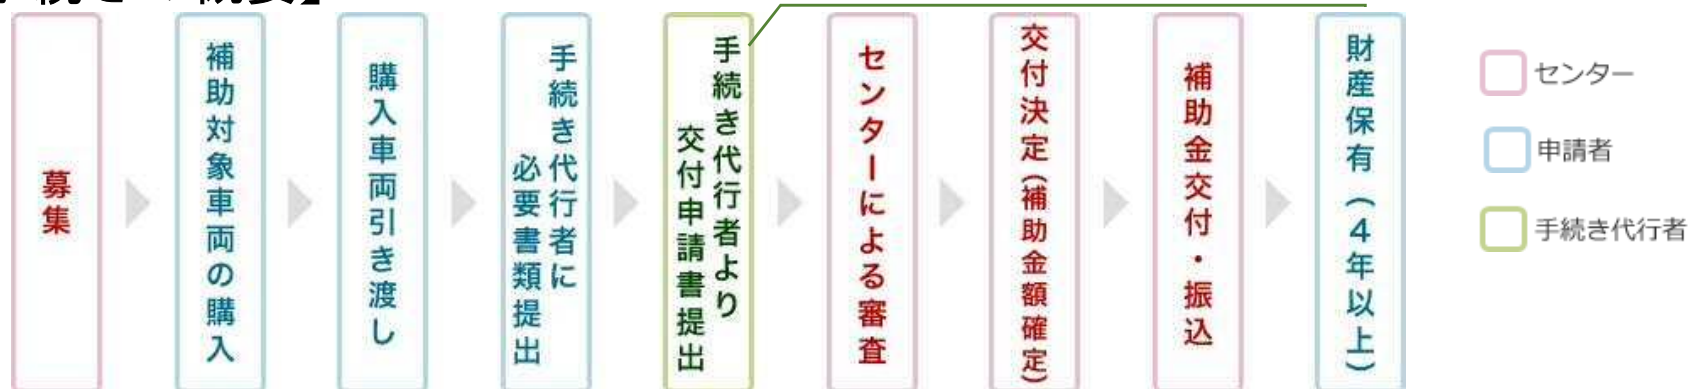 概要】
募集
補助対象車両の購入
購入車両引き渡し
手続き代行者に
必要書類提出
手続き代行者より
交付申請書提出
センターによる審査
交付決定(補助金額確定)
補助金交付・振込
財産保有(4年以上)
センター
申請者
手続き代行者